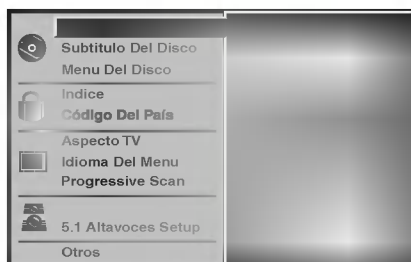 Subtitulo Del Disco
Menu Del Disco
Indice
Código Del País
Aspecto TV
Idioma Del Menu
Progressive Scan
5.1 Altavoces Setup
Otros